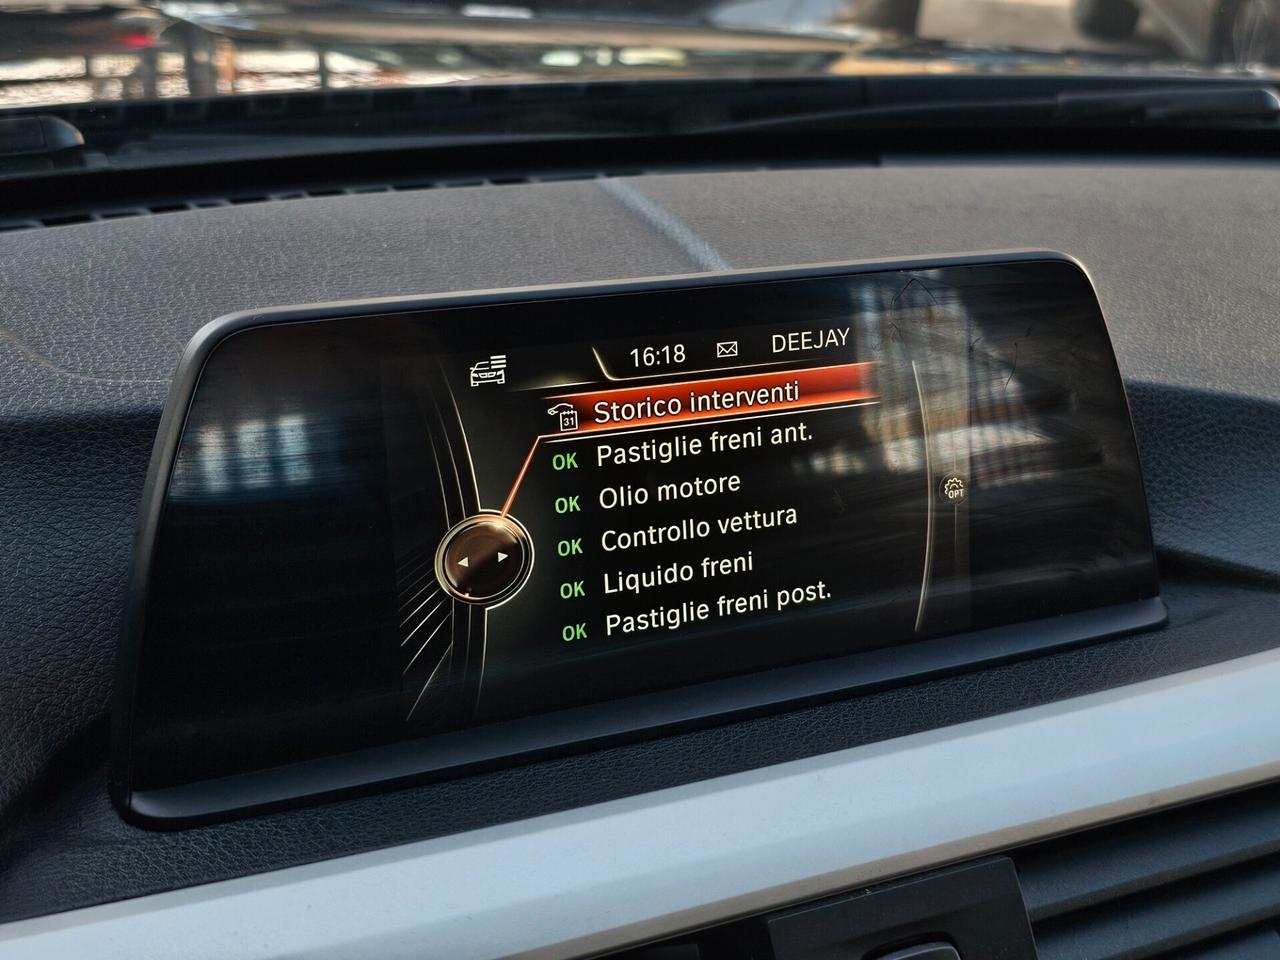 16:18 DEEJAY
31 Storico interventi
OK Pastiglie freni ant.
OK Olio motore
OK Controllo vettura
OPT
OK Liquido freni
OK Pastiglie freni post.